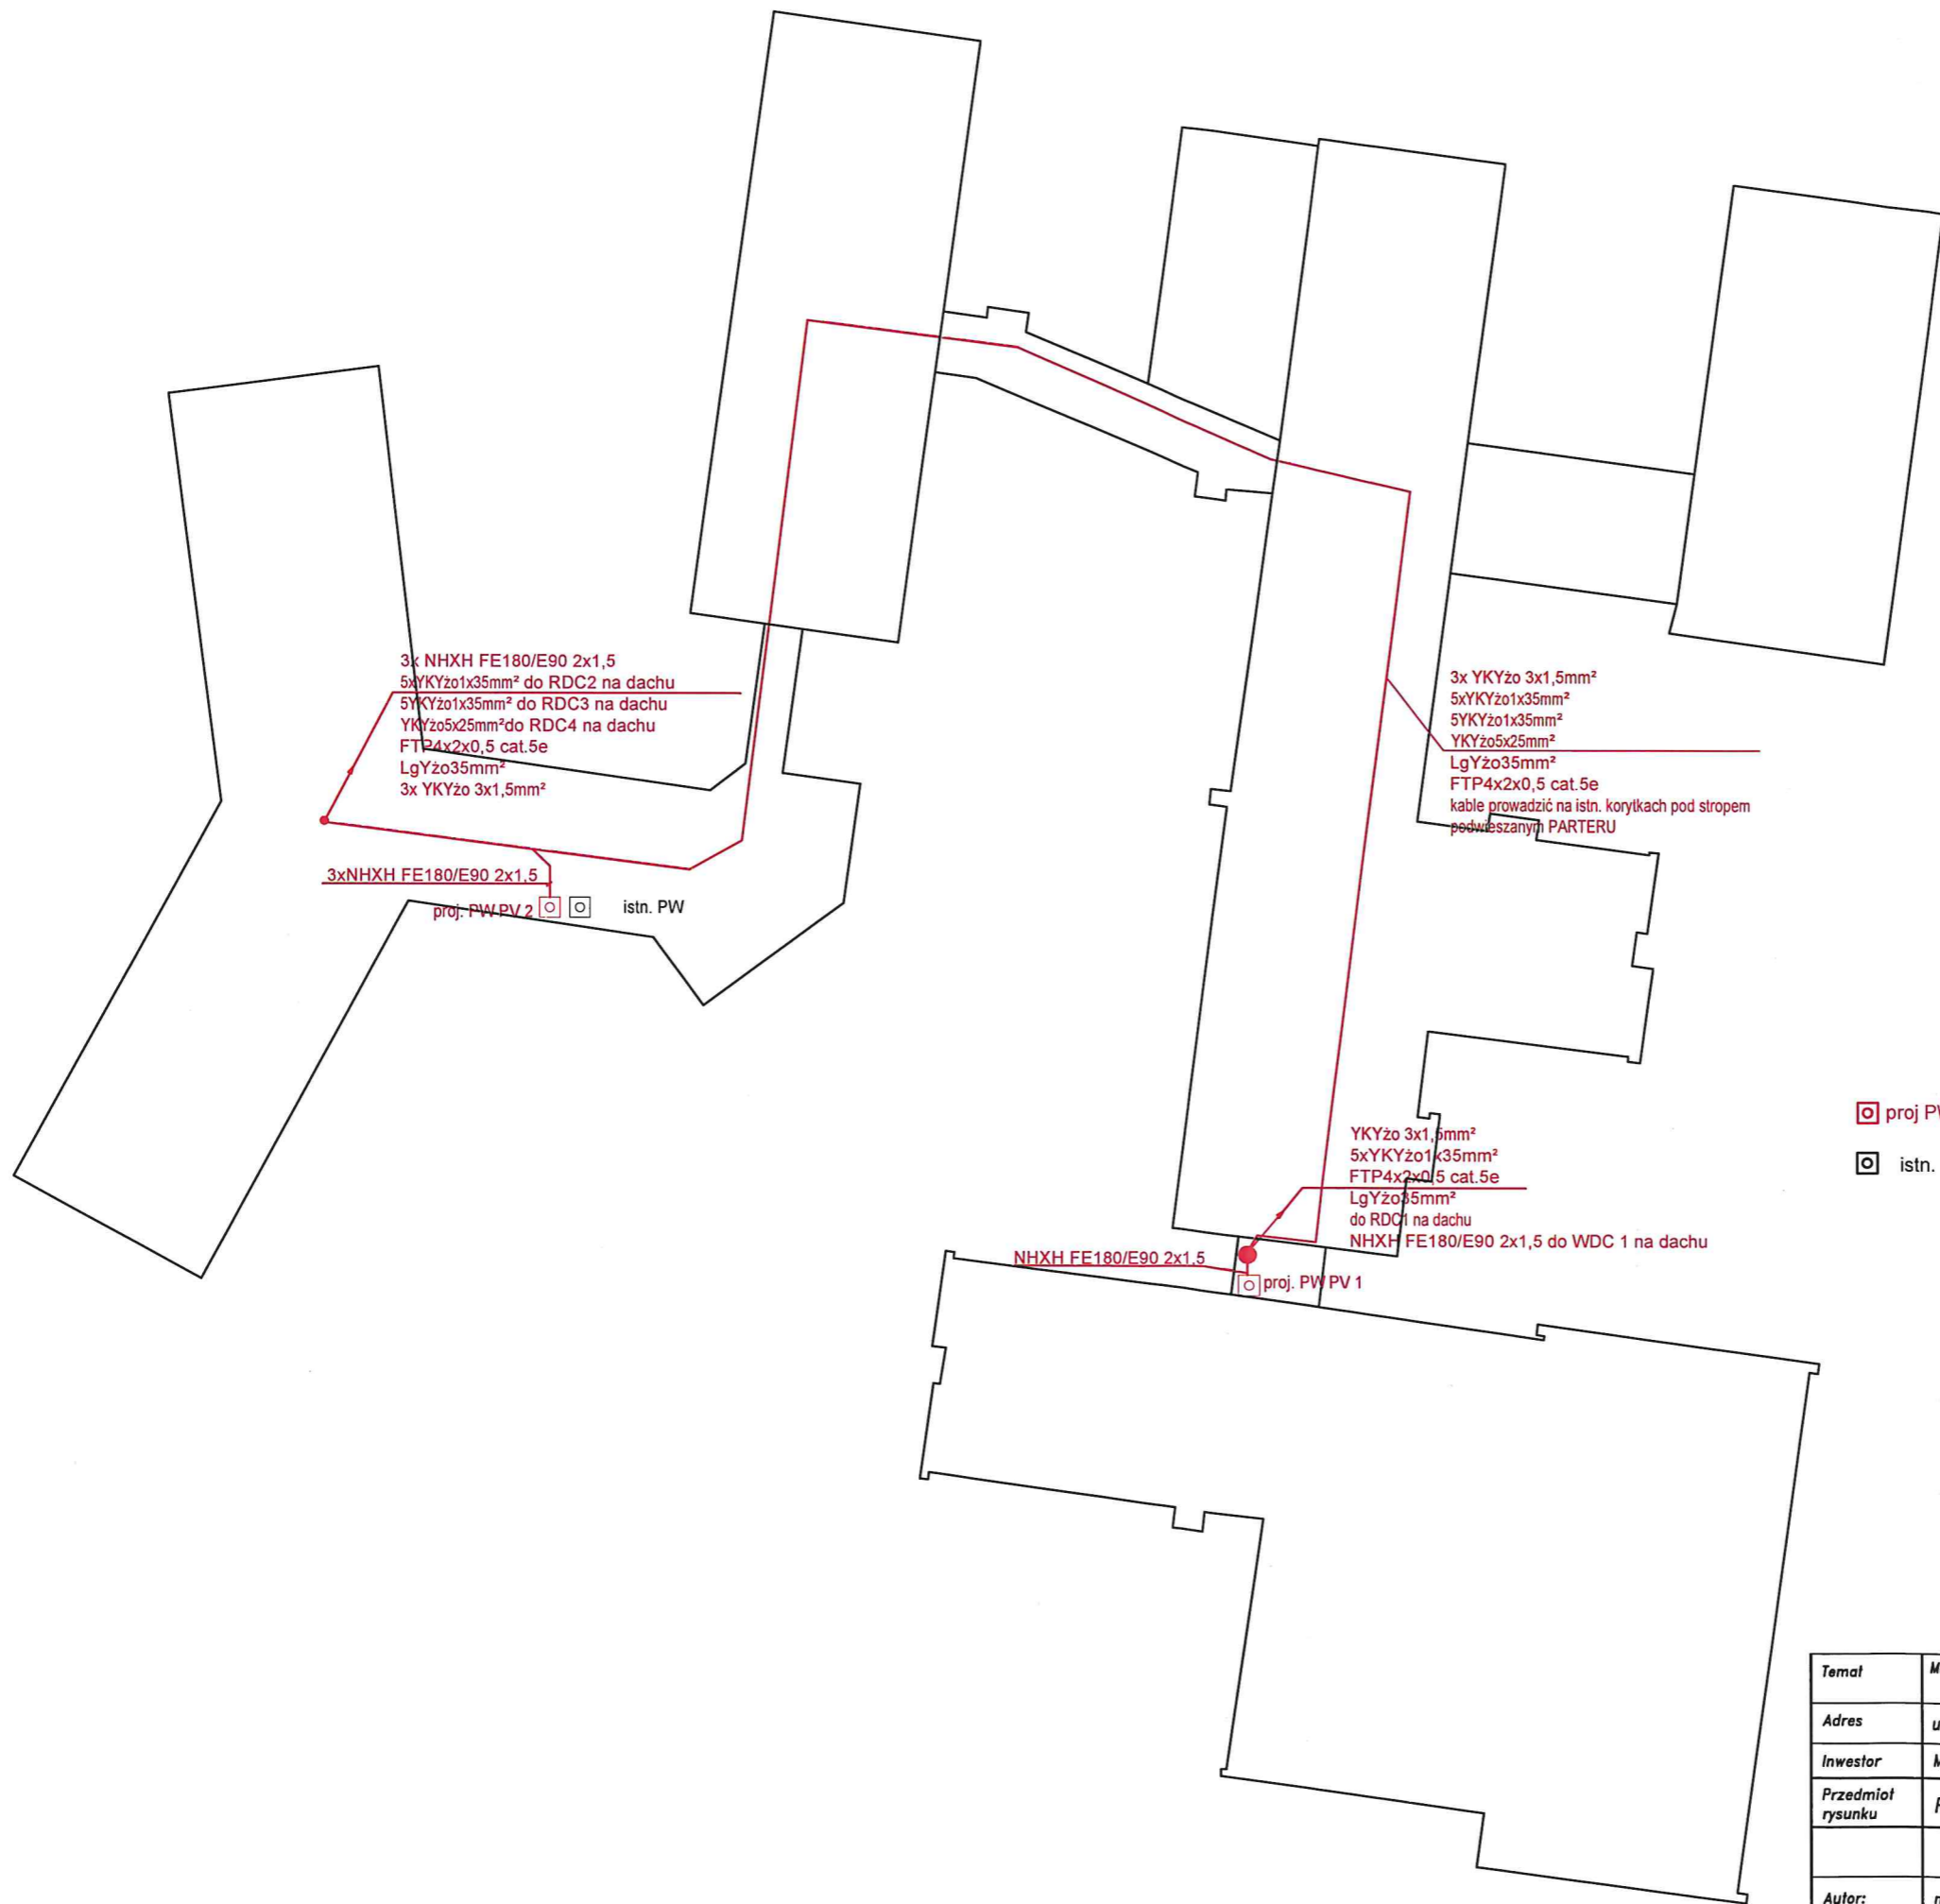 3x NHXH FE180/E90 2x1,5
5xYKYżo1x35mm² do RDC2 na dachu
5YKYżo1x35mm² do RDC3 na dachu
YKYżo5x25mm²do RDC4 na dachu
FTP4x2x0,5 cat.5e
LgYżo35mm²
3x YKYżo 3x1,5mm²
3xNHXH FE180/E90 2x1,5
proj. PW PV 2
istn. PW
3x YKYżo 3x1,5mm²
5xYKYżo1x35mm²
5YKYżo1x35mm²
YKYżo5x25mm²
LgYżo35mm²
FTP4x2x0,5 cat.5e
kable prowadzić na istn. korytkach pod stropem
podwieszanym PARTERU
proj
istn.
YKYżo 3x1,5mm²
5xYKYżo1x35mm²
FTP4x2x0,5 cat.5e
LgYżo35mm²
do RDC1 na dachu
NHXH FE180/E90 2x1,5 do WDC 1 na dachu
NHXH FE180/E90 2x1,5
proj. PW PV 1
Temat
Adres
Inwestor
Przedmiot
rysunku
Autor: